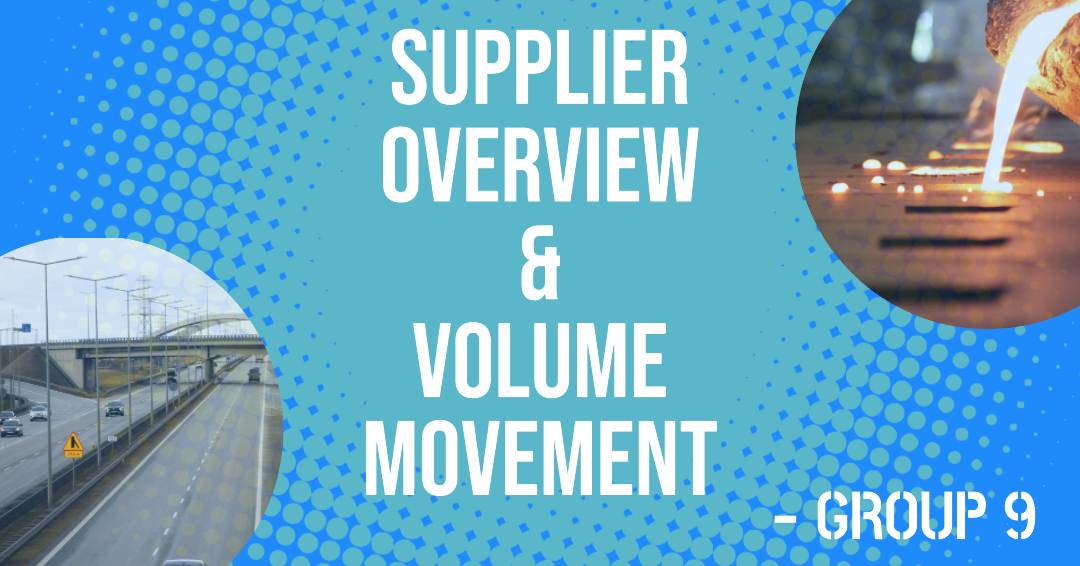 SUPPLIER
OVERVIEW
&
VOLUME
MOVEMENT
- GROUP 9